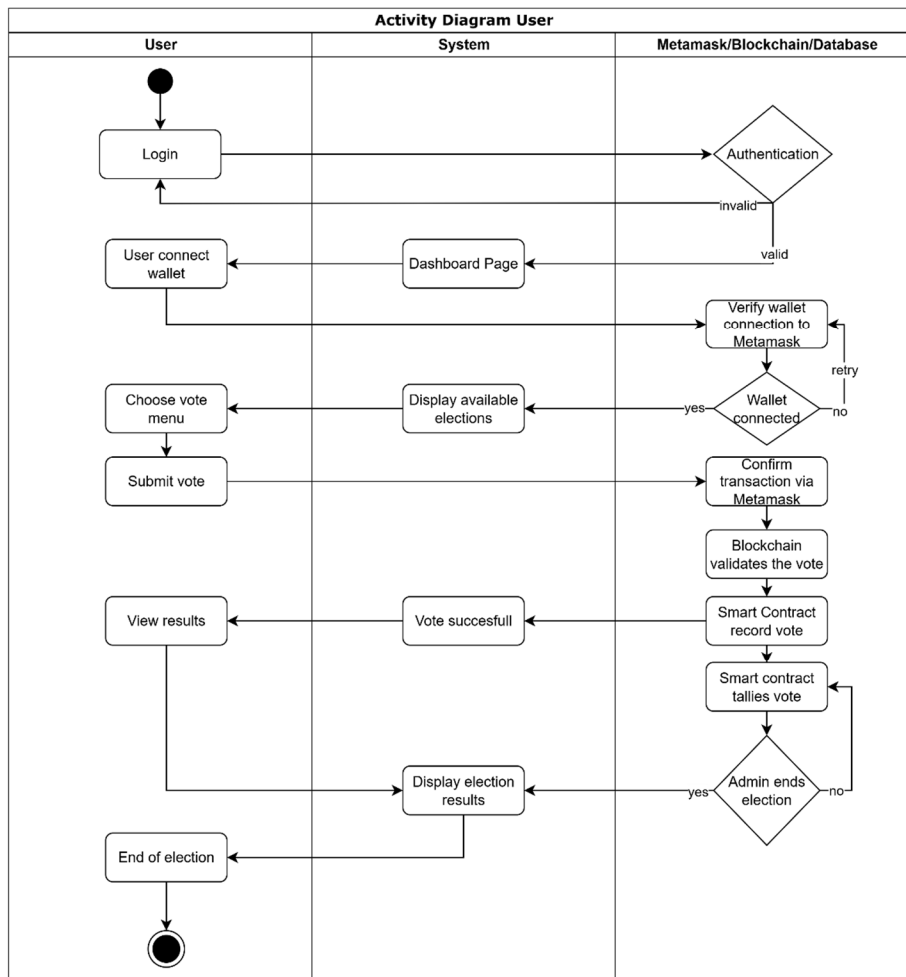 Activity Diagram User
User
System
Metamask/Blockchain/Database
Login
Authentication
invalid
valid
User connect
wallet
Dashboard Page
Verify wallet
connection to
Metamask
retry
Choose vote
menu
Display available
elections
yes
Wallet
connected
no
Submit vote
Confirm
transaction via
Metamask
Blockchain
validates the vote
View results
Vote succesfull
Smart Contract
record vote
Smart contract
tallies vote
Display election
results
yes
Admin ends
election
no
End of election